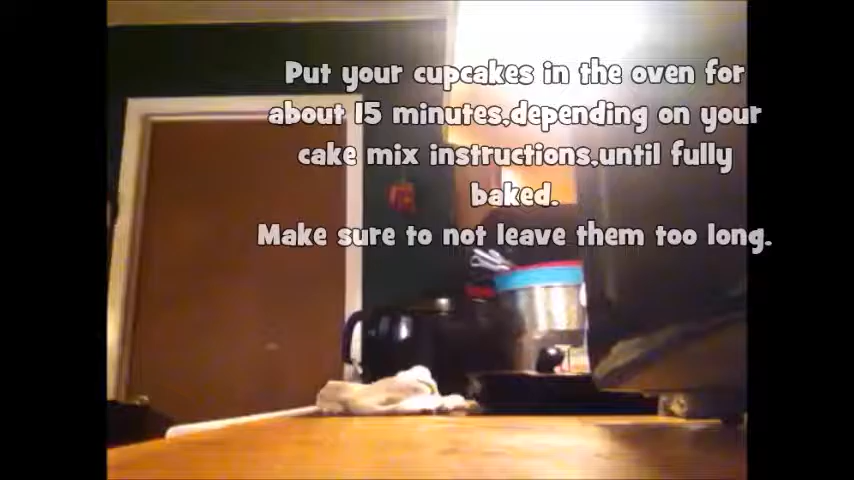 Put your cupcakes in the oven for
about 15 minutes,depending on your
cake mix instructions,until fully
baked.
Make sure to not leave them too long.